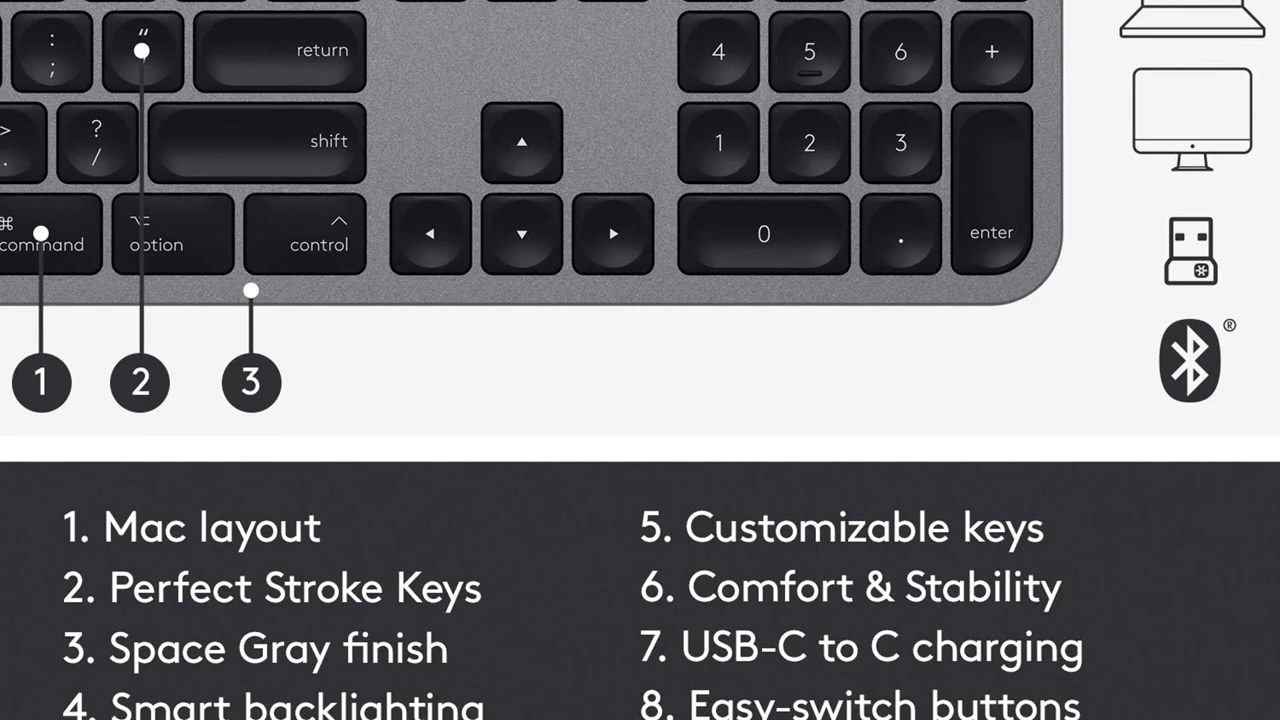 : “ return 4 5 6 +
;
> ? shift 1 2 3
. /
⌘ ⌥ ^
command option control 0 . enter
®
1 2 3
1. Mac layout
2. Perfect Stroke Keys
3. Space Gray finish
4. Smart backlighting
5. Customizable keys
6. Comfort & Stability
7. USB-C to C charging
8. Easy-switch buttons